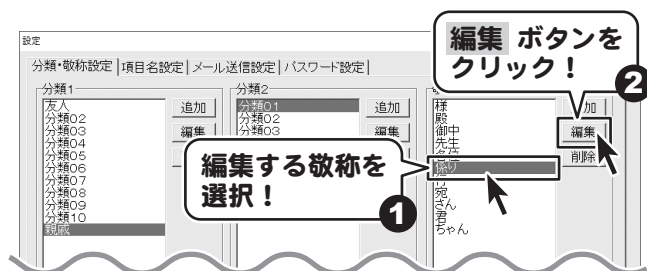 設定
分類・敬称設定
項目名設定
メール送信設定
パスワード設定
分類1
友人
分類02
分類03
分類04
分類05
分類06
分類07
分類08
分類09
分類10
親戚
追加
編集
分類2
分類01
分類02
分類03
追加
編集
様
殿
御中
先生
係り
行
宛
さん
君
ちゃん
加
編集
削除
編集する敬称を
選択！
1
編集 ボタンを
クリック！
2